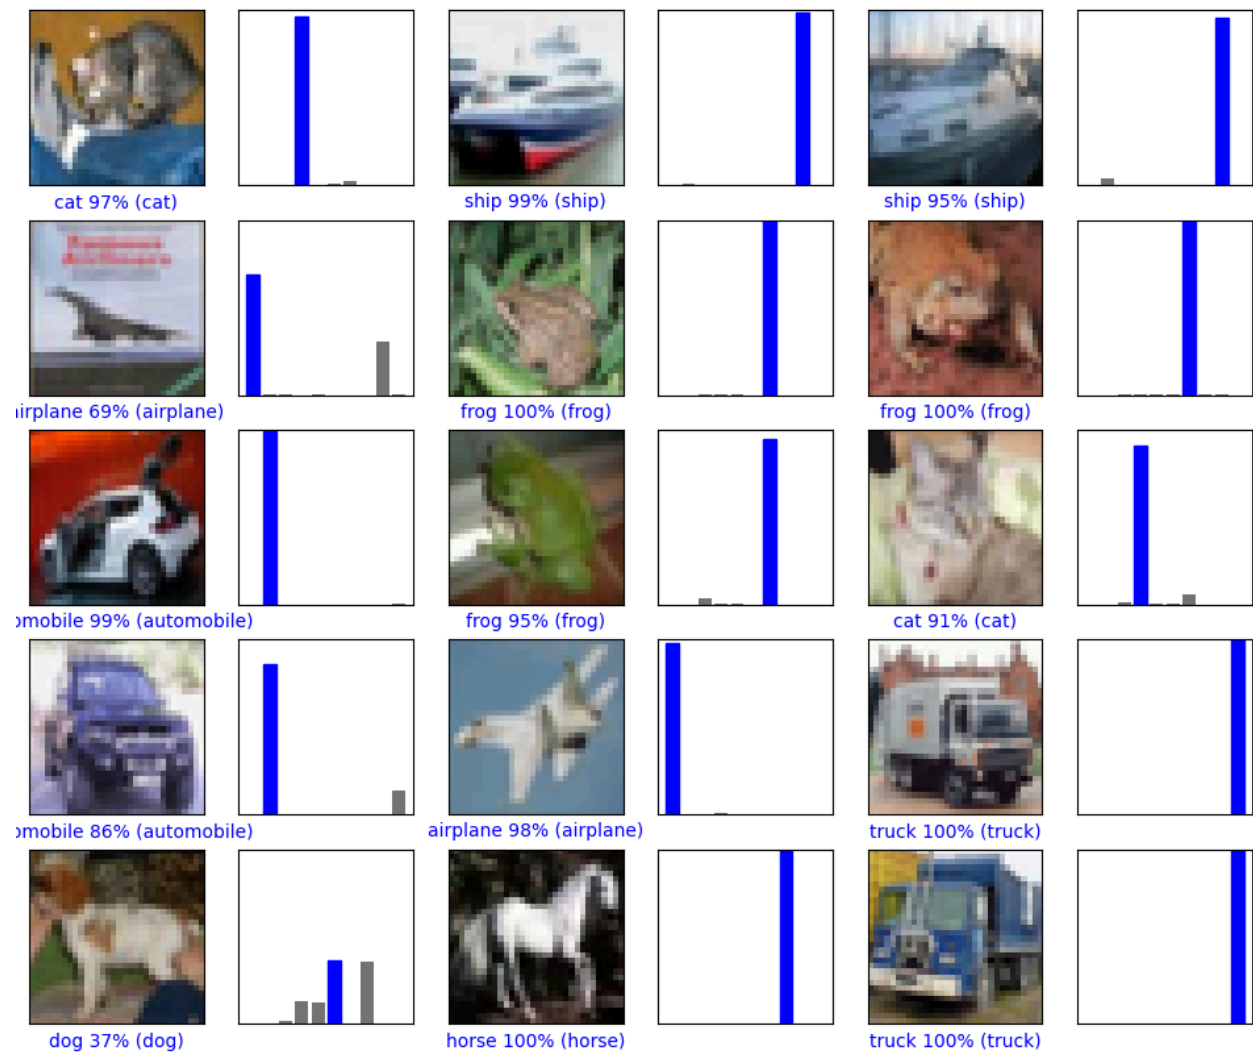 cat 97% (cat)
ship 99% (ship)
ship 95% (ship)
irplane 69% (airplane)
frog 100% (frog)
frog 100% (frog)
omobile 99% (automobile)
frog 95% (frog)
cat 91% (cat)
omobile 86% (automobile)
airplane 98% (airplane)
truck 100% (truck)
dog 37% (dog)
horse 100% (horse)
truck 100% (truck)